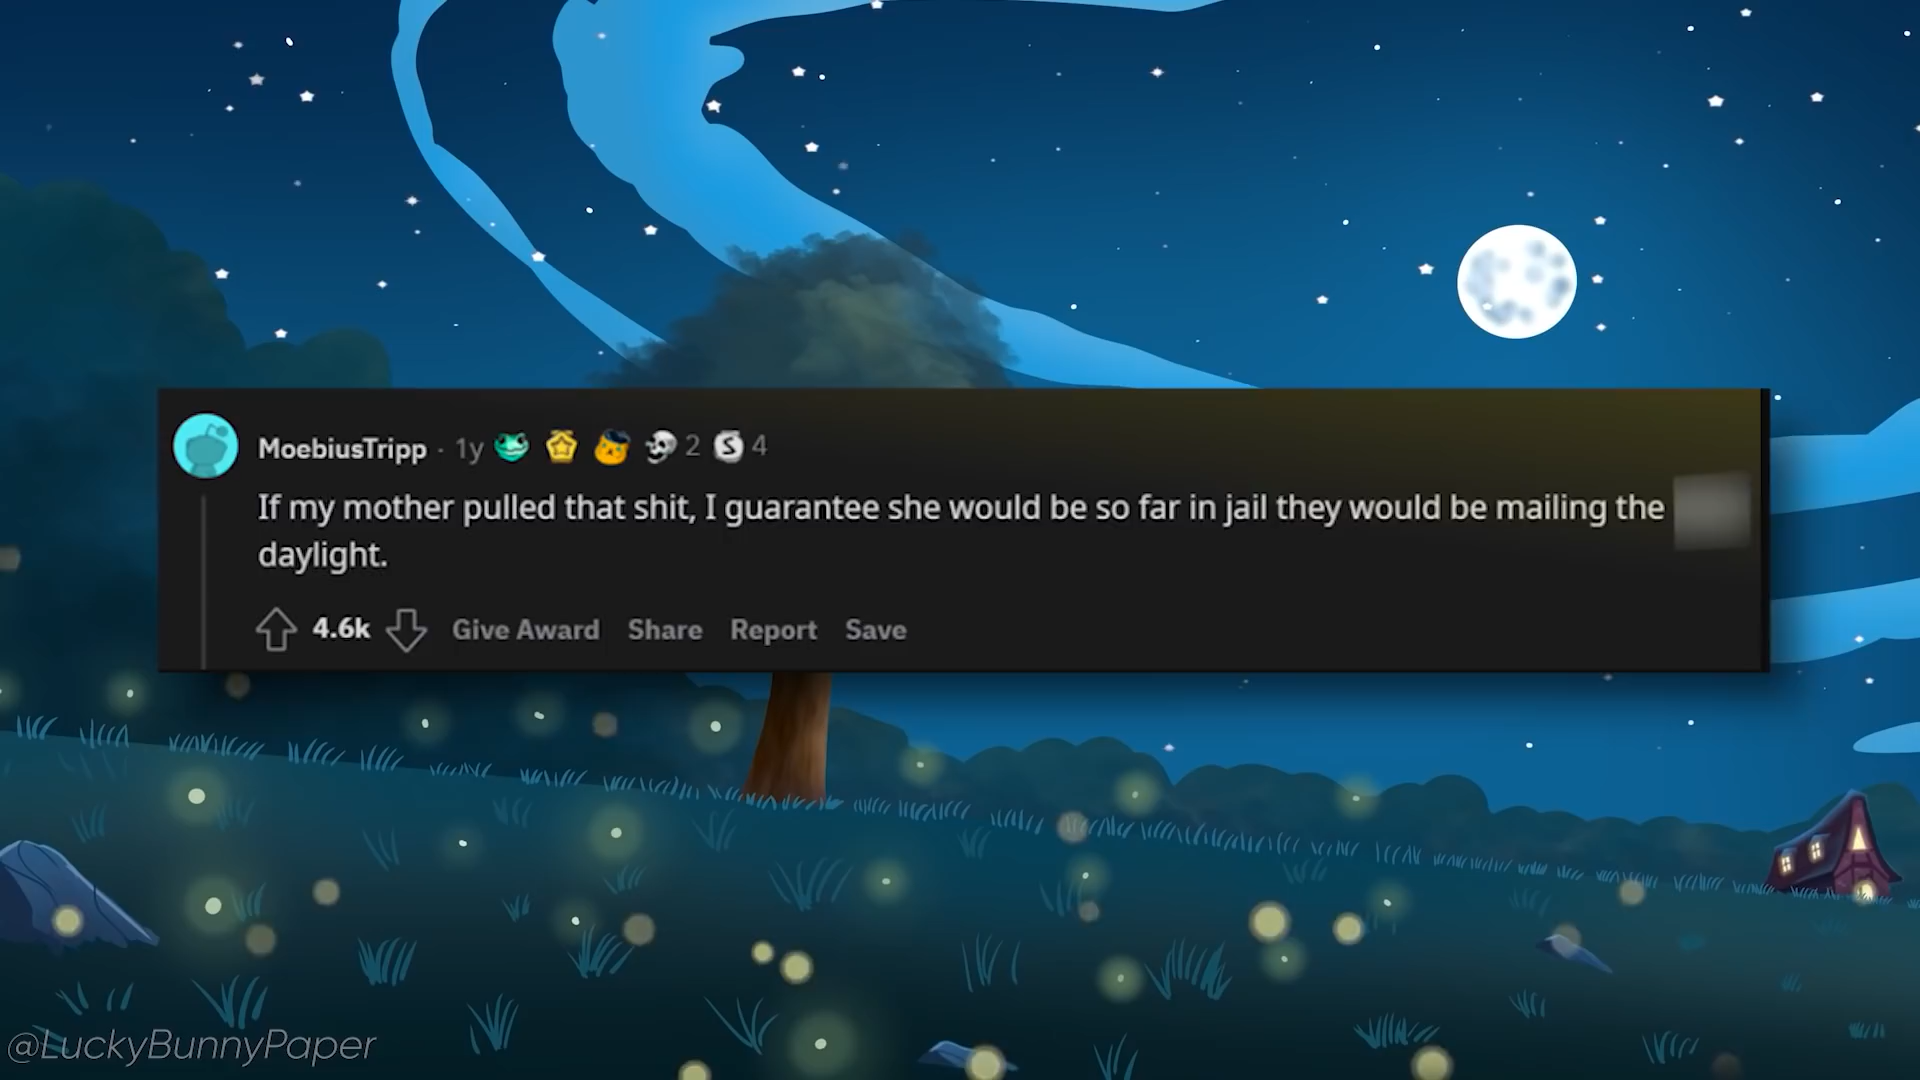 MoebiusTripp · 1y 2 4
If my mother pulled that shit, I guarantee she would be so far in jail they would be mailing the
daylight.
4.6k Give Award Share Report Save
@LuckyBunnyPaper